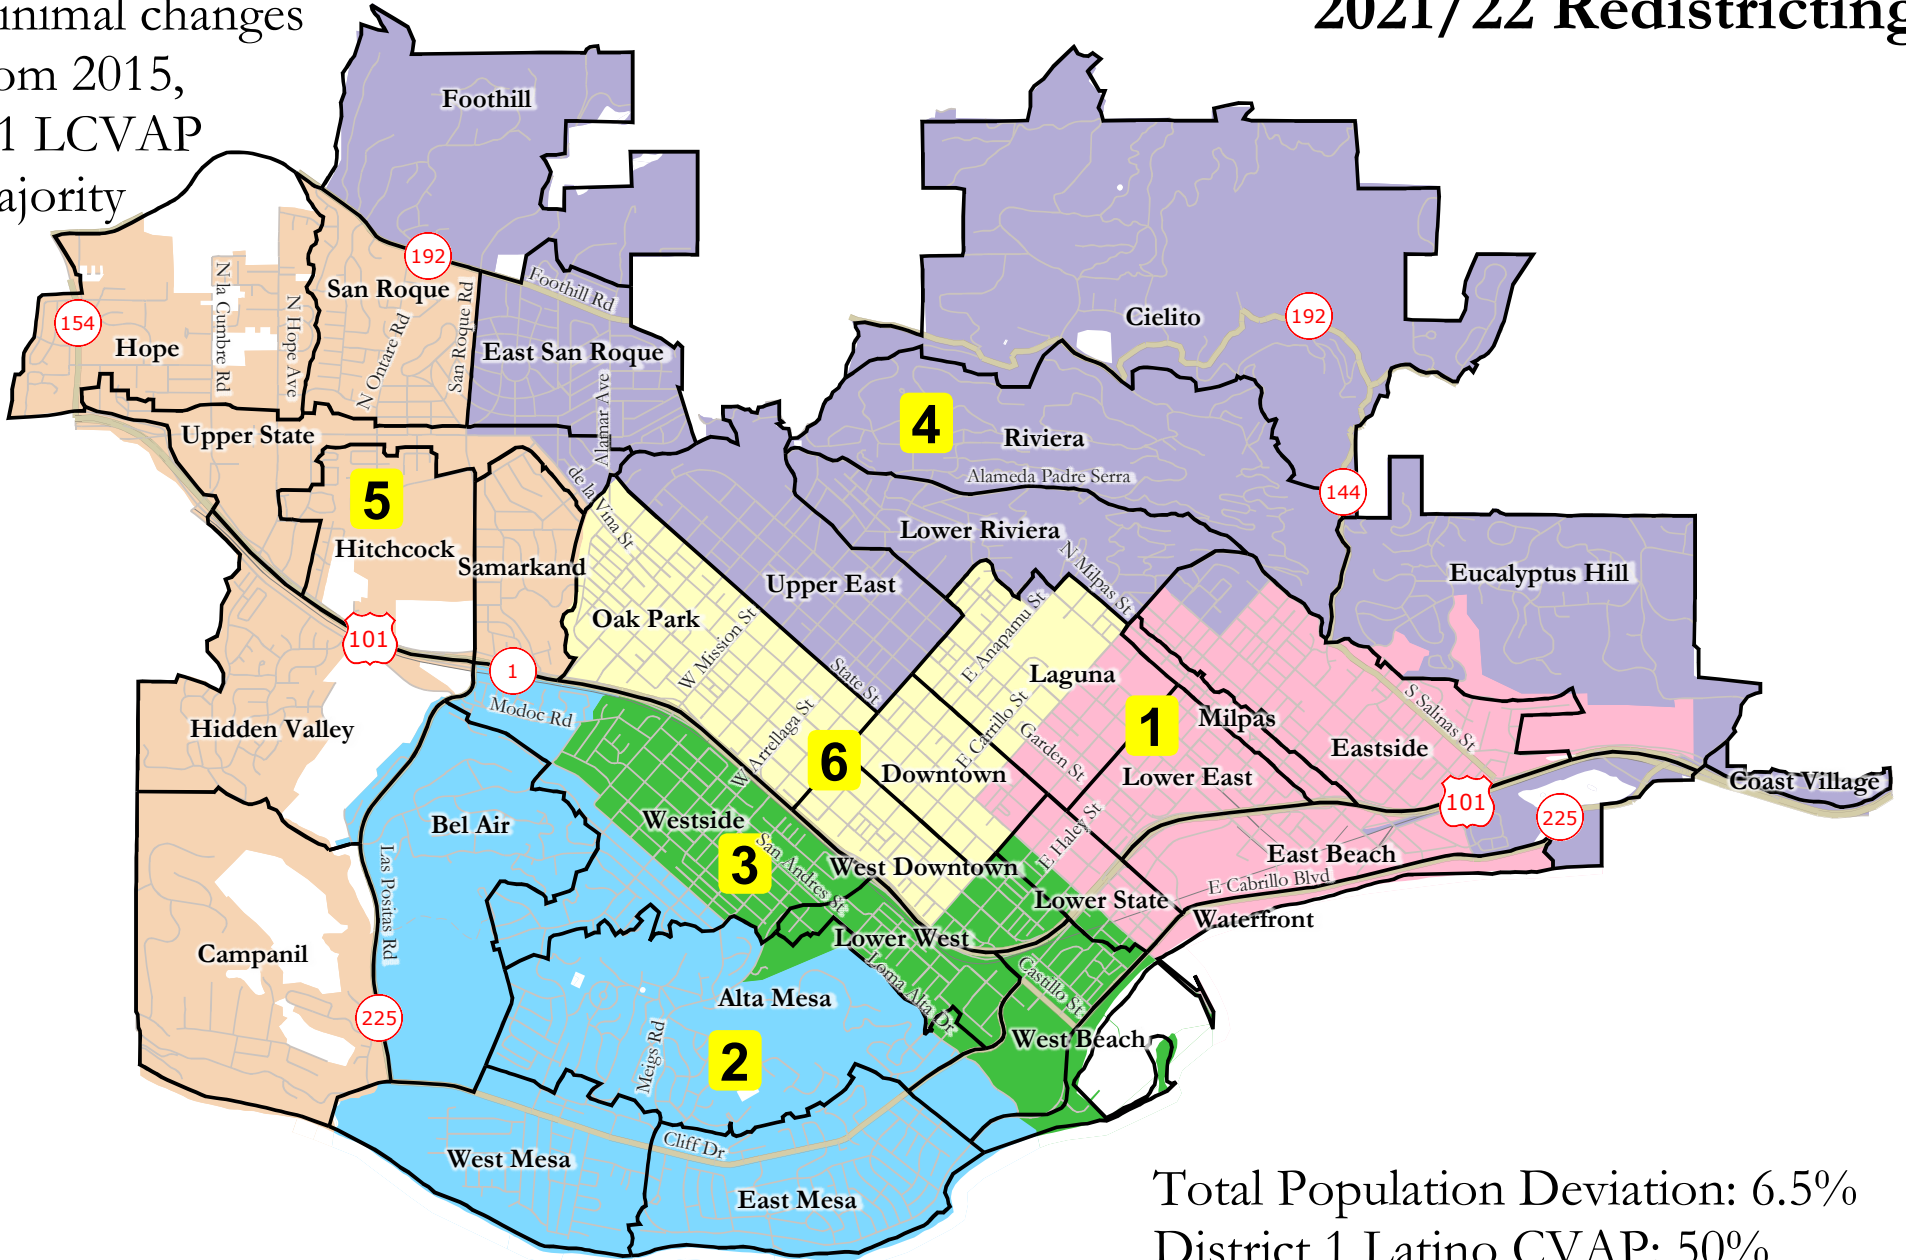 2021/22 Redistricting
inimal changes
om 2015,
1 LCVAP
ajority
Foothill
192
San Roque
154
Hope
N la Cumbre Rd
N Hope Ave
N Ontare Rd
San Roque Rd
Foothill Rd
East San Roque
Alamar Ave
Cielito
192
4
Riviera
Alameda Padre Serra
144
Upper State
5
Hitchcock
Samarkand
de la Vina St
Lower Riviera
N Milpas St
Eucalyptus Hill
Upper East
Oak Park
W Mission St
State St
E Anapamu St
Laguna
101
1
Modoc Rd
Hidden Valley
W Arrellaga St
6
Downtown
E Carrillo St
Garden St
1
Milpas
Lower East
Eastside
S Salinas St
101
225
Coast Village
Bel Air
Westside
3
San Andres St
West Downtown
E Haley St
East Beach
E Cabrillo Blvd
Lower State
Waterfront
Las Positas Rd
Campanil
225
Lower West
Loma Alta Dr
Castillo St
West Beach
Alta Mesa
Meigs Rd
2
Cliff Dr
West Mesa
East Mesa
Total Population Deviation: 6.5%
District 1 Latino CVAP: 50%